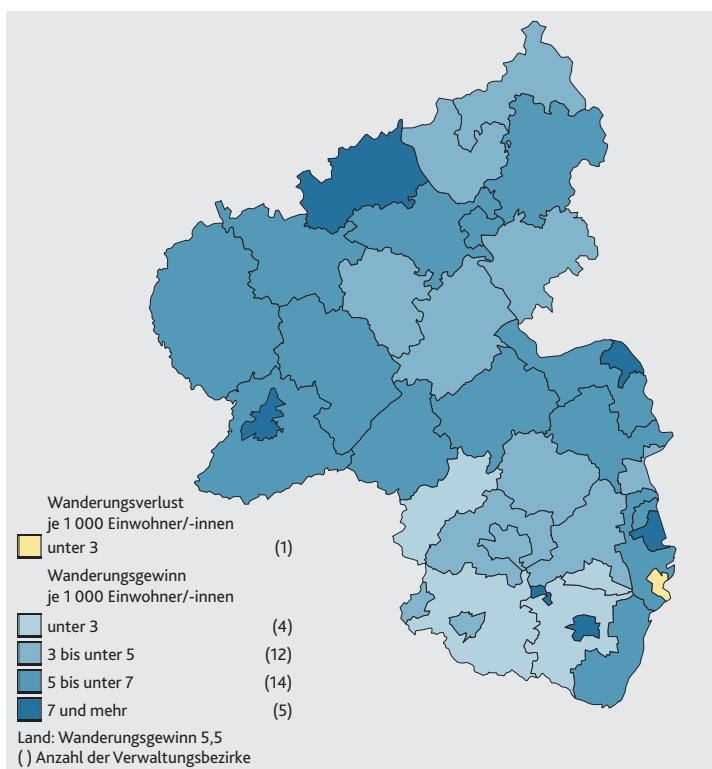 Wanderungsverlust
je 1 000 Einwohner/-innen
unter 3 (1)
Wanderungsgewinn
je 1 000 Einwohner/-innen
unter 3 (4)
3 bis unter 5 (12)
5 bis unter 7 (14)
7 und mehr (5)
Land: Wanderungsgewinn 5,5
( ) Anzahl der Verwaltungsbezirke